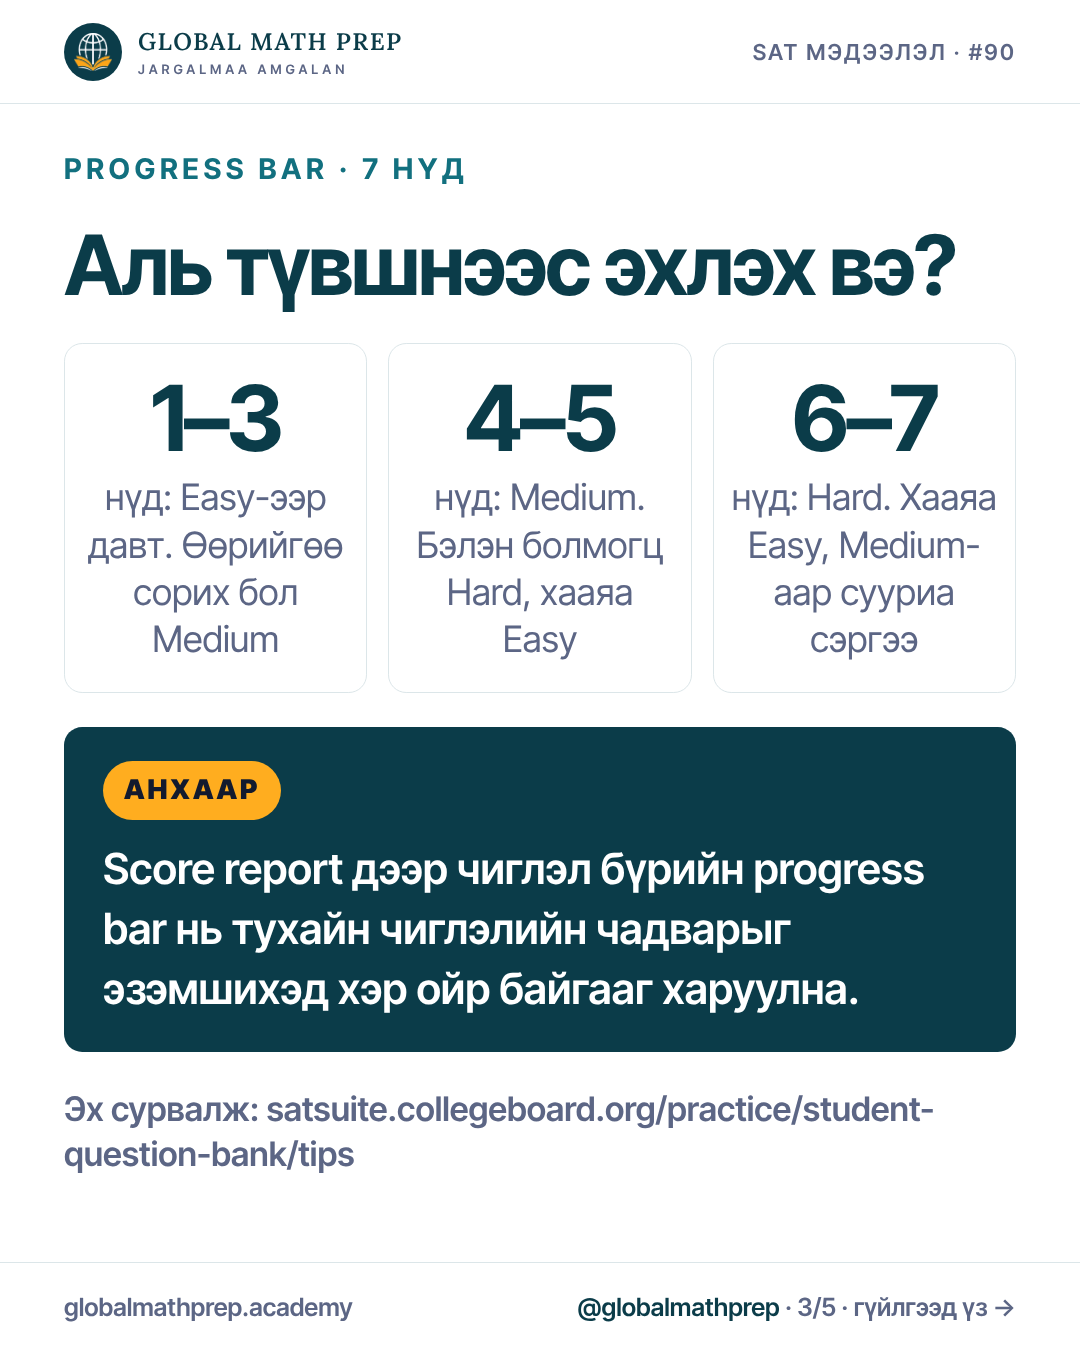 GLOBAL MATH PREP
JARGALMAA AMGALAN
SAT МЭДЭЭЛЭЛ · #90
PROGRESS BAR · 7 НҮД
Аль түвшнээс эхлэх вэ?
1–3
нүд: Easy-ээр
давт. Өөрийгөө
сорих бол
Medium
4–5
нүд: Medium.
Бэлэн болмогц
Hard, хааяа
Easy
6–7
нүд: Hard. Хааяа
Easy, Medium-
аар суурия
сэргээ
АНХААР
Score report дээр чиглэл бүрийн progress
bar нь тухайн чиглэлийн чадварыг
эзэмшихэд хэр ойр байгааг харуулна.
Эх сурвалж: satsuite.collegeboard.org/practice/student-
question-bank/tips
globalmathprep.academy
@globalmathprep · 3/5 · гүйлгээд үз →